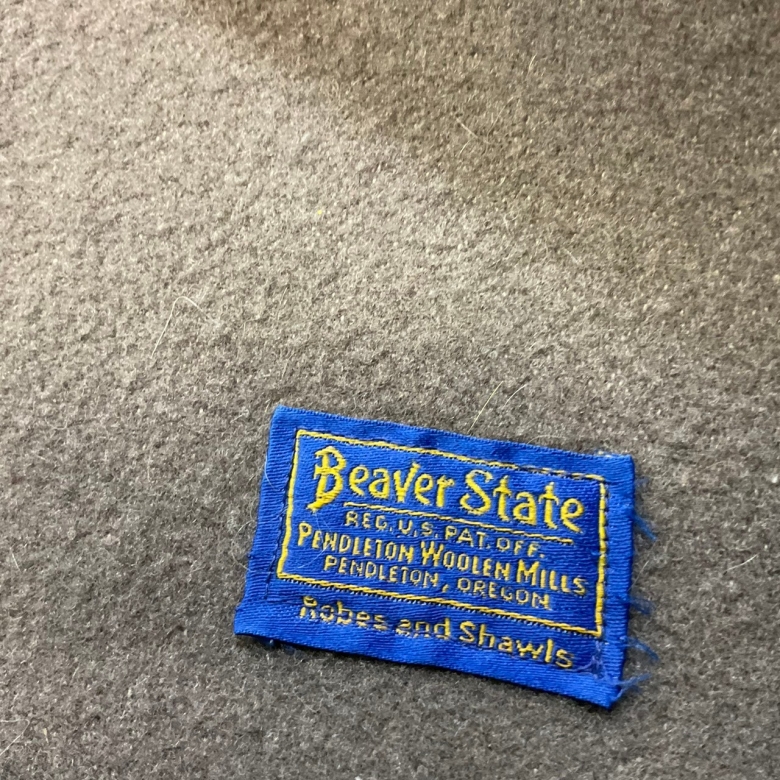 Beaver State
REG. U.S. PAT. OFF.
PENDLETON WOOLEN MILLS
PENDLETON, OREGON
Robes and Shawls